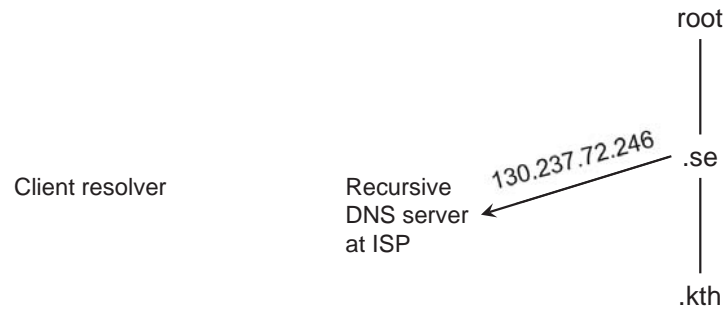 root
130.237.72.246
.se
Client resolver
Recursive
DNS server
at ISP
.kth